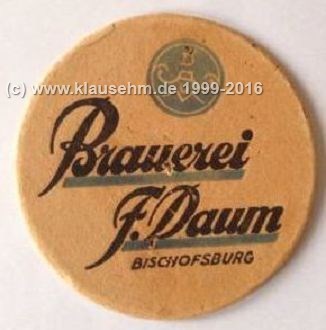 (c) www.klausehm.de 1999-2016
Brauerei
F. Daum
BISCHOFSBURG